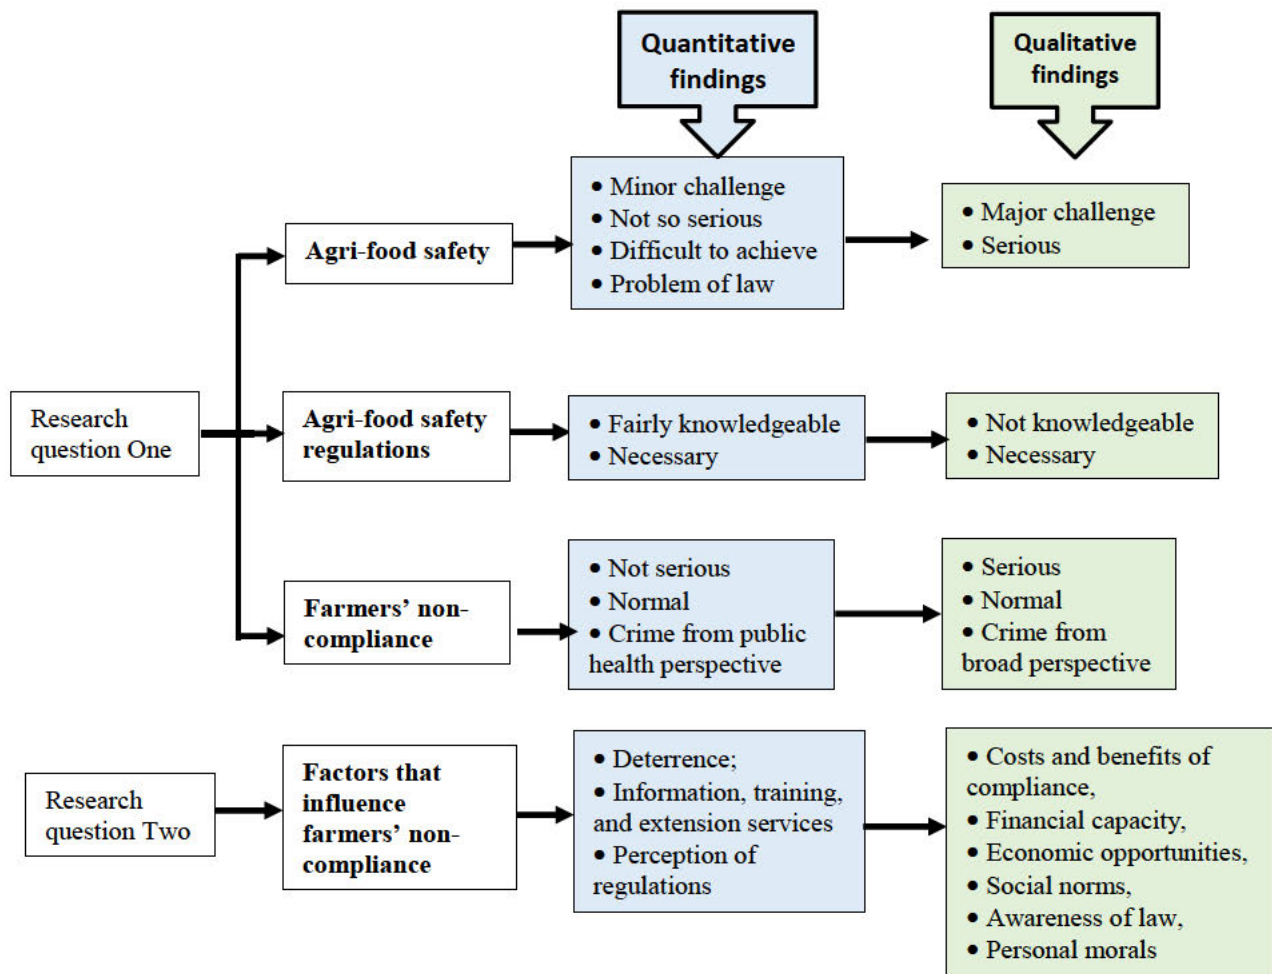 Quantitative
findings
Qualitative
findings
Agri-food safety
• Minor challenge
• Not so serious
• Difficult to achieve
• Problem of law
• Major challenge
• Serious
Research
question One
Agri-food safety
regulations
• Fairly knowledgeable
• Necessary
• Not knowledgeable
• Necessary
Farmers’ non-
compliance
• Not serious
• Normal
• Crime from public
health perspective
• Serious
• Normal
• Crime from
broad perspective
Research
question Two
Factors that
influence
farmers’ non-
compliance
• Deterrence;
• Information, training,
and extension services
• Perception of
regulations
• Costs and benefits of
compliance,
• Financial capacity,
• Economic opportunities,
• Social norms,
• Awareness of law,
• Personal morals